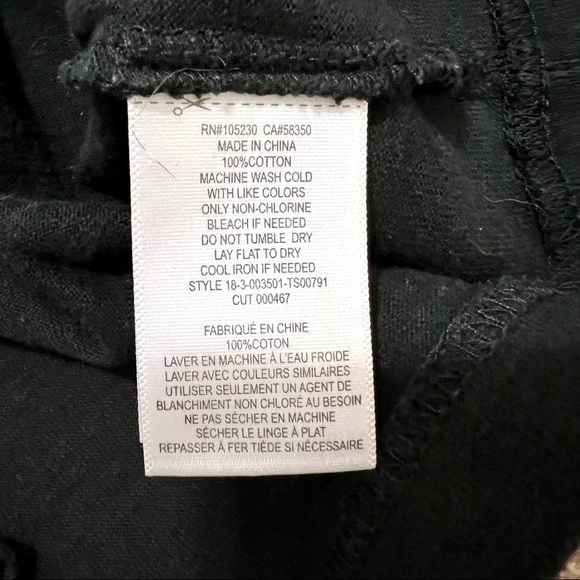 RN#105230 CA#58350
MADE IN CHINA
100%COTTON
MACHINE WASH COLD
WITH LIKE COLORS
ONLY NON-CHLORINE
BLEACH IF NEEDED
DO NOT TUMBLE DRY
LAY FLAT TO DRY
COOL IRON IF NEEDED
STYLE 18-3-003501-TS00791
CUT 000467
FABRIQUÉ EN CHINE
100%COTON
LAVER EN MACHINE À L'EAU FROIDE
LAVER AVEC COULEURS SIMILAIRES
UTILISER SEULEMENT UN AGENT DE
BLANCHIMENT NON CHLORÉ AU BESOIN
NE PAS SÉCHER EN MACHINE
SÉCHER LE LINGE À PLAT
REPASSER À FER TIÈDE SI NÉCESSAIRE